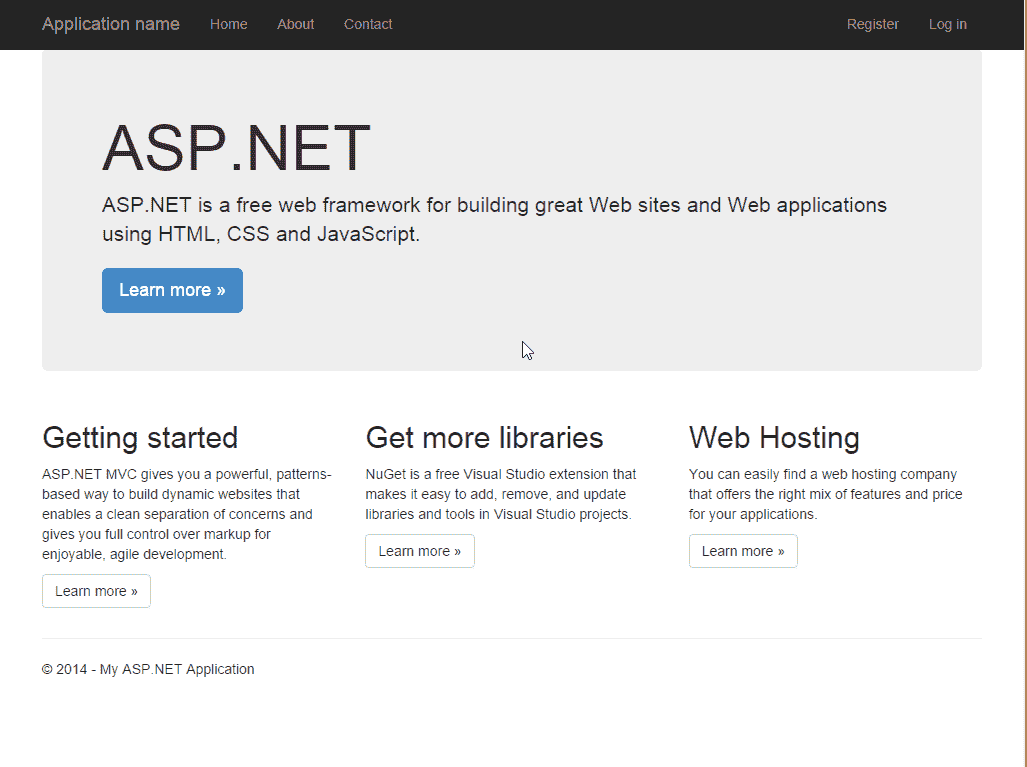 Application name Home About Contact Register Log in
ASP.NET
ASP.NET is a free web framework for building great Web sites and Web applications
using HTML, CSS and JavaScript.
Learn more »
Getting started
ASP.NET MVC gives you a powerful, patterns-
based way to build dynamic websites that
enables a clean separation of concerns and
gives you full control over markup for
enjoyable, agile development.
Learn more »
Get more libraries
NuGet is a free Visual Studio extension that
makes it easy to add, remove, and update
libraries and tools in Visual Studio projects.
Learn more »
Web Hosting
You can easily find a web hosting company
that offers the right mix of features and price
for your applications.
Learn more »
© 2014 - My ASP.NET Application